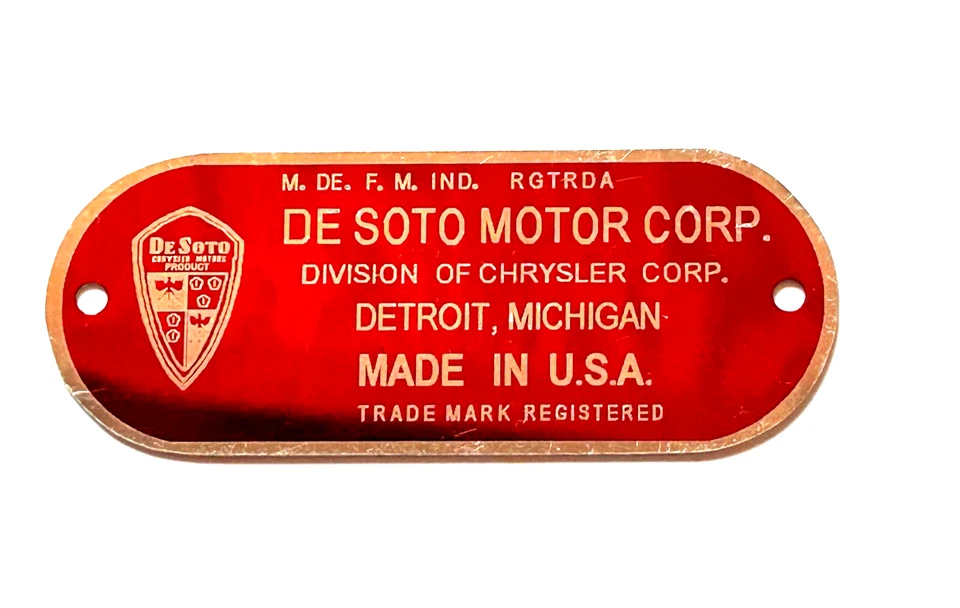 M. DE. F. M. IND. RGTRDA
DE SOTO MOTOR CORP.
DIVISION OF CHRYSLER CORP.
DETROIT, MICHIGAN
MADE IN U.S.A.
TRADE MARK REGISTERED
DE SOTO
CHRYSLER MOTORS
PRODUCT